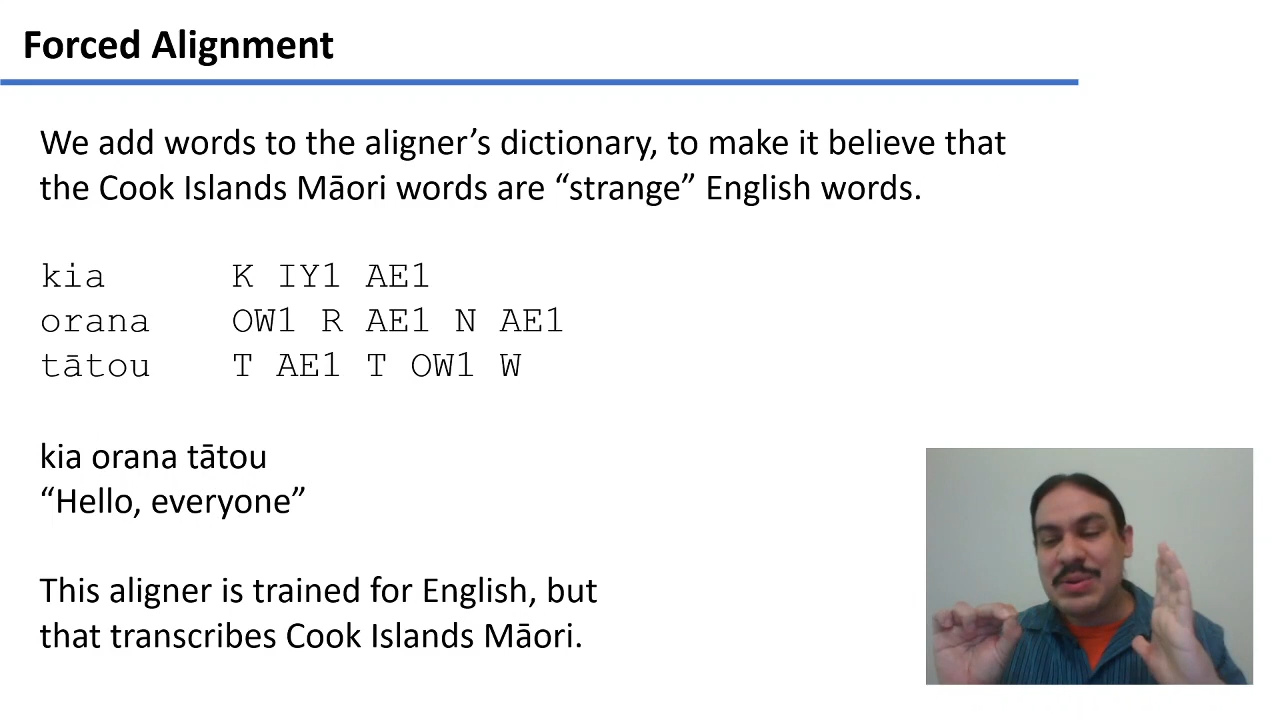 Forced Alignment
We add words to the aligner’s dictionary, to make it believe that
the Cook Islands Māori words are “strange” English words.
kia K IY1 AE1
orana OW1 R AE1 N AE1
tātou T AE1 T OW1 W
kia orana tātou
“Hello, everyone”
This aligner is trained for English, but
that transcribes Cook Islands Māori.